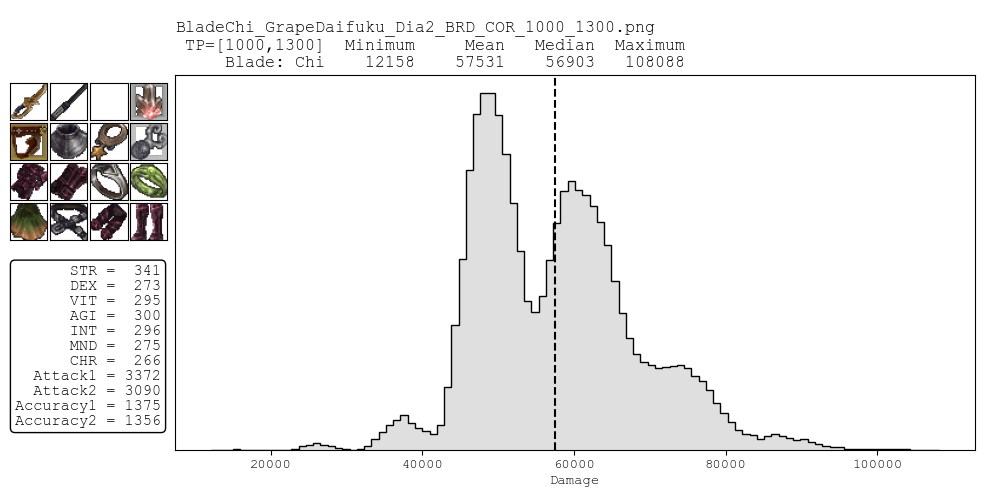 BladeChi_GrapeDaifuku_Dia2_BRD_COR_1000_1300.png
TP=[1000,1300] Minimum Mean Median Maximum
Blade: Chi 12158 57531 56903 108088
STR = 341
DEX = 273
VIT = 295
AGI = 300
INT = 296
MND = 275
CHR = 266
Attack1 = 3372
Attack2 = 3090
Accuracy1 = 1375
Accuracy2 = 1356
20000 40000 60000 80000 100000
Damage